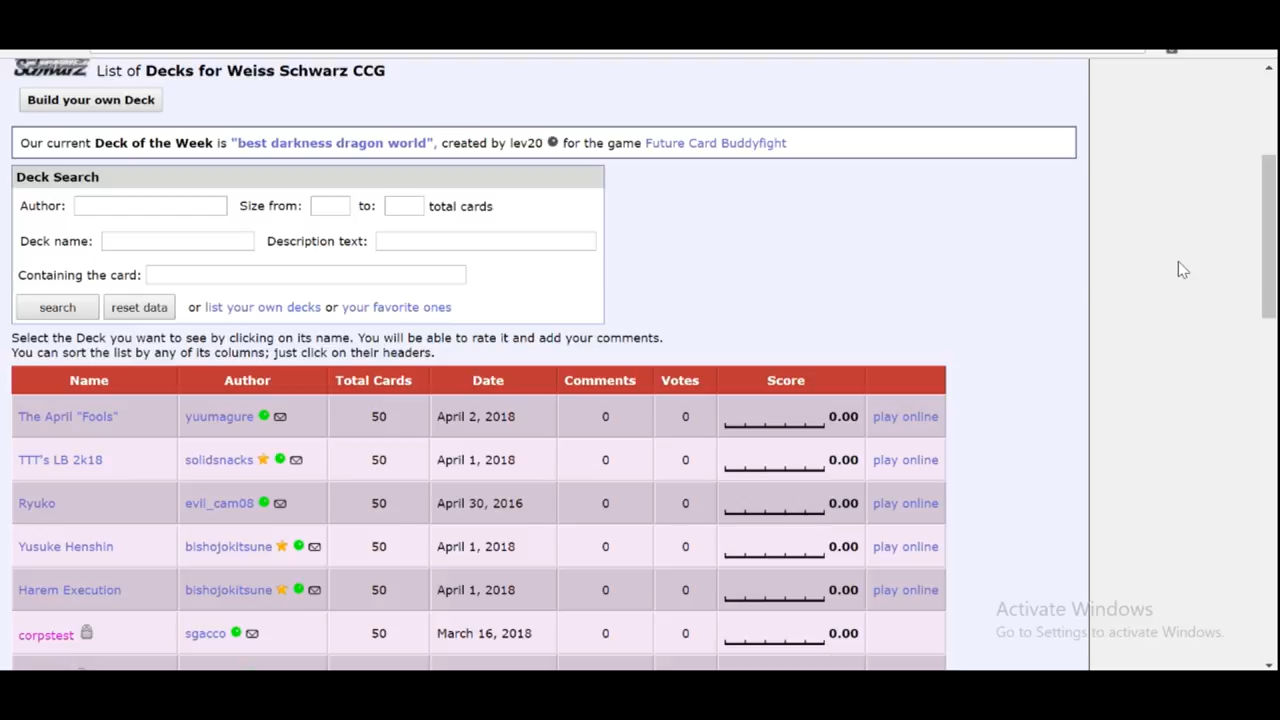 Schwarz List of Decks for Weiss Schwarz CCG
Build your own Deck
Our current Deck of the Week is "best darkness dragon world", created by lev20 for the game Future Card Buddyfight
Deck Search
Author: Size from: to: total cards
Deck name: Description text:
Containing the card:
search reset data or list your own decks or your favorite ones
Select the Deck you want to see by clicking on its name. You will be able to rate it and add your comments.
You can sort the list by any of its columns; just click on their headers.
Name Author Total Cards Date Comments Votes Score
The April "Fools" yuumagure 50 April 2, 2018 0 0 0.00 play online
TTT's LB 2k18 solidsnacks 50 April 1, 2018 0 0 0.00 play online
Ryuko evil_cam08 50 April 30, 2016 0 0 0.00 play online
Yusuke Henshin bishojokitsune 50 April 1, 2018 0 0 0.00 play online
Harem Execution bishojokitsune 50 April 1, 2018 0 0 0.00 play online
corpstest sgacco 50 March 16, 2018 0 0 0.00
Activate Windows
Go to Settings to activate Windows.